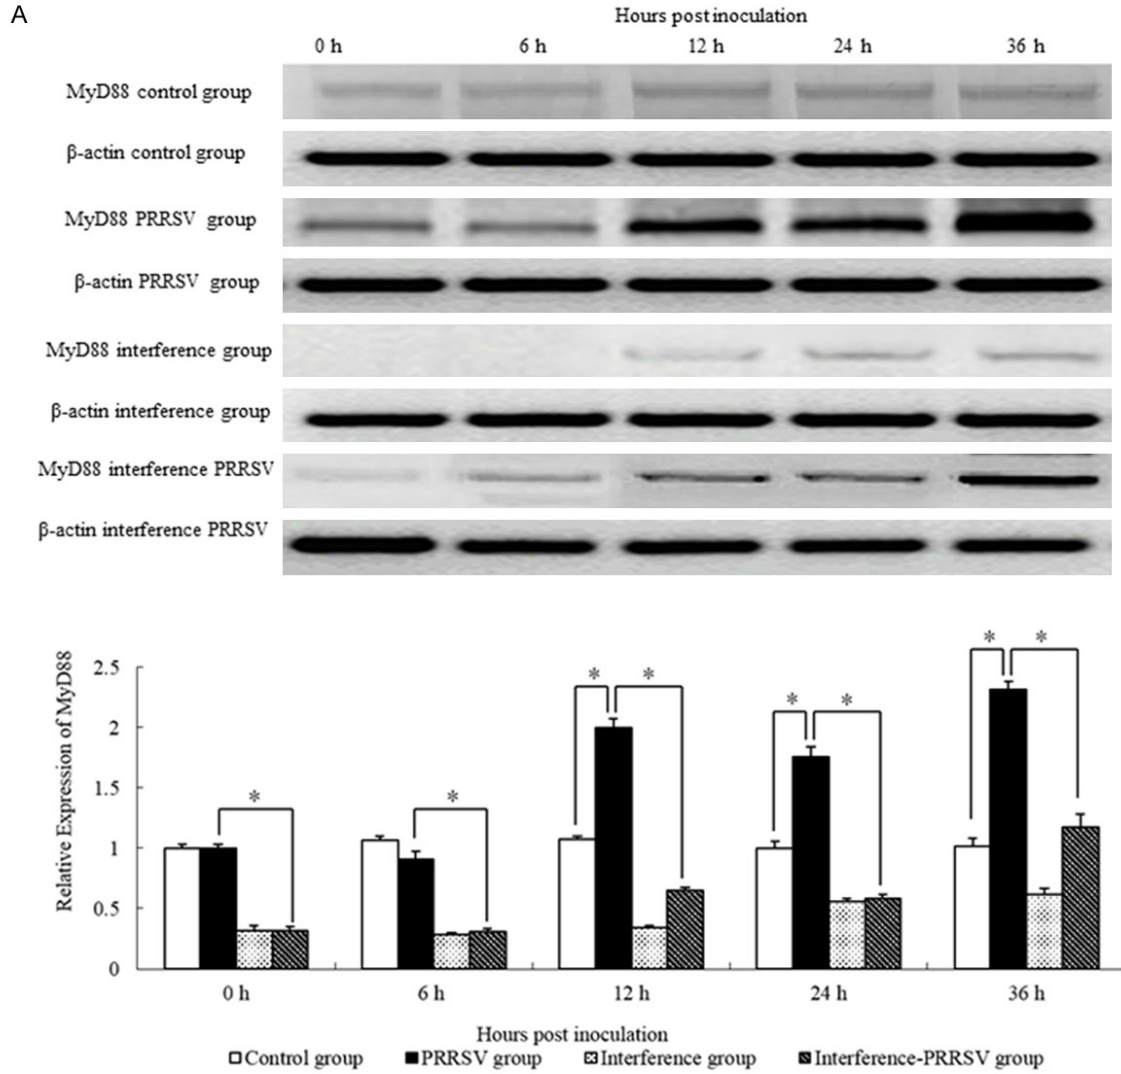 A
Hours post inoculation
0 h 6 h 12 h 24 h 36 h
MyD88 control group
β-actin control group
MyD88 PRRSV group
β-actin PRRSV group
MyD88 interference group
β-actin interference group
MyD88 interference PRRSV
β-actin interference PRRSV
Relative Expression of MyD88
2.5
2
1.5
1
0.5
0
* * * * * * * *
0 h 6 h 12 h 24 h 36 h
Hours post inoculation
Control group PRRSV group Interference group Interference-PRRSV group